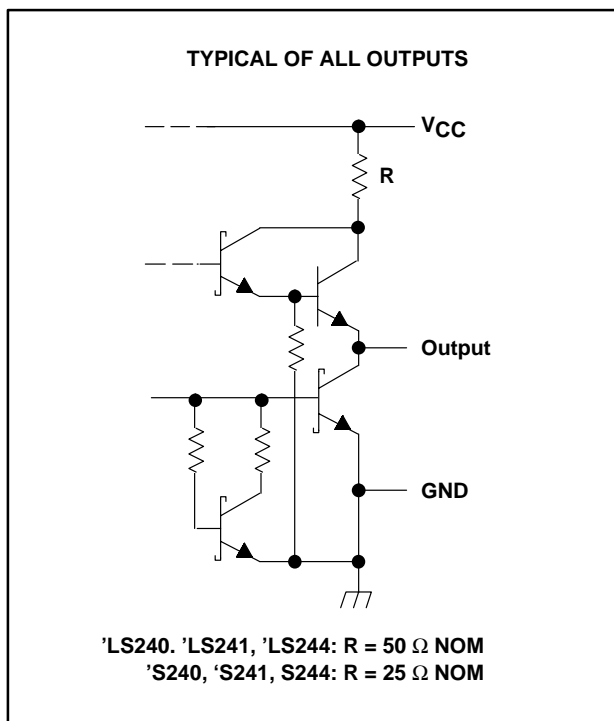 TYPICAL OF ALL OUTPUTS
VCC
R
Output
GND
’LS240. ’LS241, ’LS244: R = 50 Ω NOM
’S240, ‘S241, S244: R = 25 Ω NOM